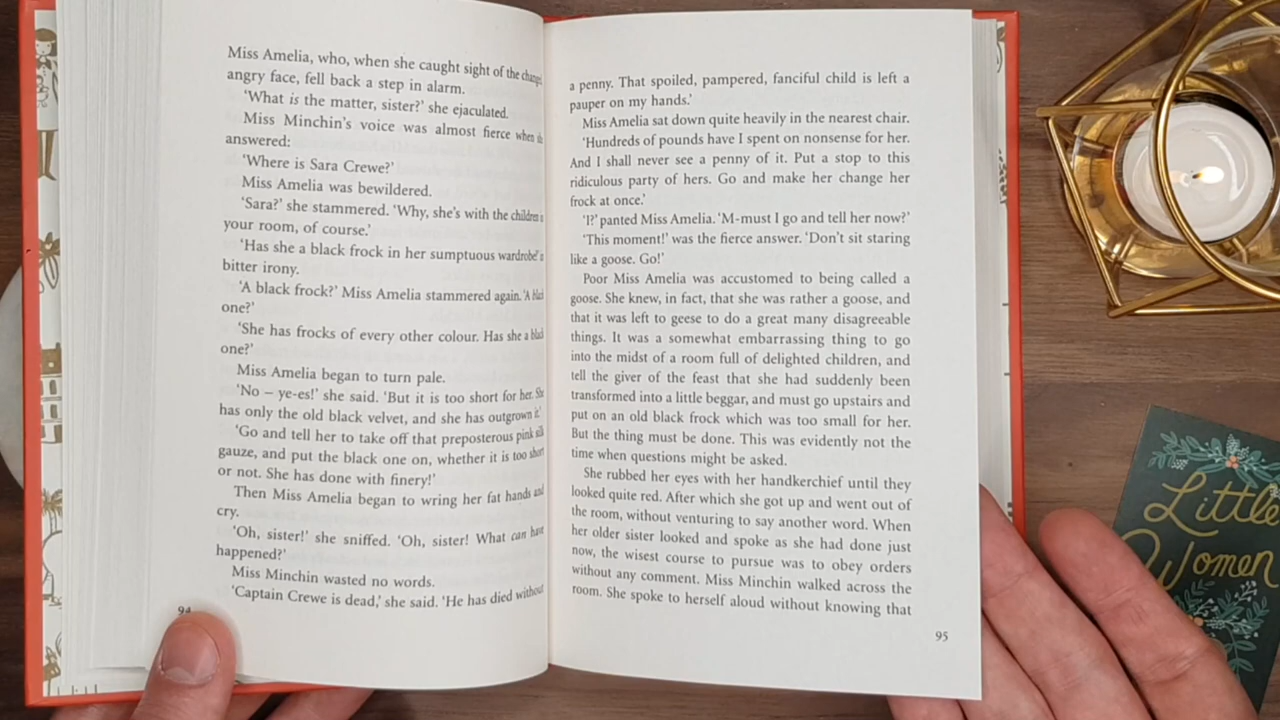 Miss Amelia, who, when she caught sight of the changed
angry face, fell back a step in alarm.
‘What is the matter, sister?’ she ejaculated.
Miss Minchin’s voice was almost fierce when she
answered:
‘Where is Sara Crewe?’
Miss Amelia was bewildered.
‘Sara?’ she stammered. ‘Why, she’s with the children in
your room, of course.’
‘Has she a black frock in her sumptuous wardrobe?’
bitter irony.
‘A black frock?’ Miss Amelia stammered again. ‘A black
one?’
‘She has frocks of every other colour. Has she a black
one?’
Miss Amelia began to turn pale.
‘No – ye-es!’ she said. ‘But it is too short for her. She
has only the old black velvet, and she has outgrown it.’
‘Go and tell her to take off that preposterous pink silk
gauze, and put the black one on, whether it is too short
or not. She has done with finery!’
Then Miss Amelia began to wring her fat hands and
cry.
‘Oh, sister!’ she sniffed. ‘Oh, sister! What can have
happened?’
Miss Minchin wasted no words.
‘Captain Crewe is dead,’ she said. ‘He has died without
94
a penny. That spoiled, pampered, fanciful child is left a
pauper on my hands.’
Miss Amelia sat down quite heavily in the nearest chair.
‘Hundreds of pounds have I spent on nonsense for her.
And I shall never see a penny of it. Put a stop to this
ridiculous party of hers. Go and make her change her
frock at once.’
‘I?’ panted Miss Amelia. ‘M-must I go and tell her now?’
‘This moment!’ was the fierce answer. ‘Don’t sit staring
like a goose. Go!’
Poor Miss Amelia was accustomed to being called a
goose. She knew, in fact, that she was rather a goose, and
that it was left to geese to do a great many disagreeable
things. It was a somewhat embarrassing thing to go
into the midst of a room full of delighted children, and
tell the giver of the feast that she had suddenly been
transformed into a little beggar, and must go upstairs and
put on an old black frock which was too small for her.
But the thing must be done. This was evidently not the
time when questions might be asked.
She rubbed her eyes with her handkerchief until they
looked quite red. After which she got up and went out of
the room, without venturing to say another word. When
her older sister looked and spoke as she had done just
now, the wisest course to pursue was to obey orders
without any comment. Miss Minchin walked across the
room. She spoke to herself aloud without knowing that
95
Little
Women